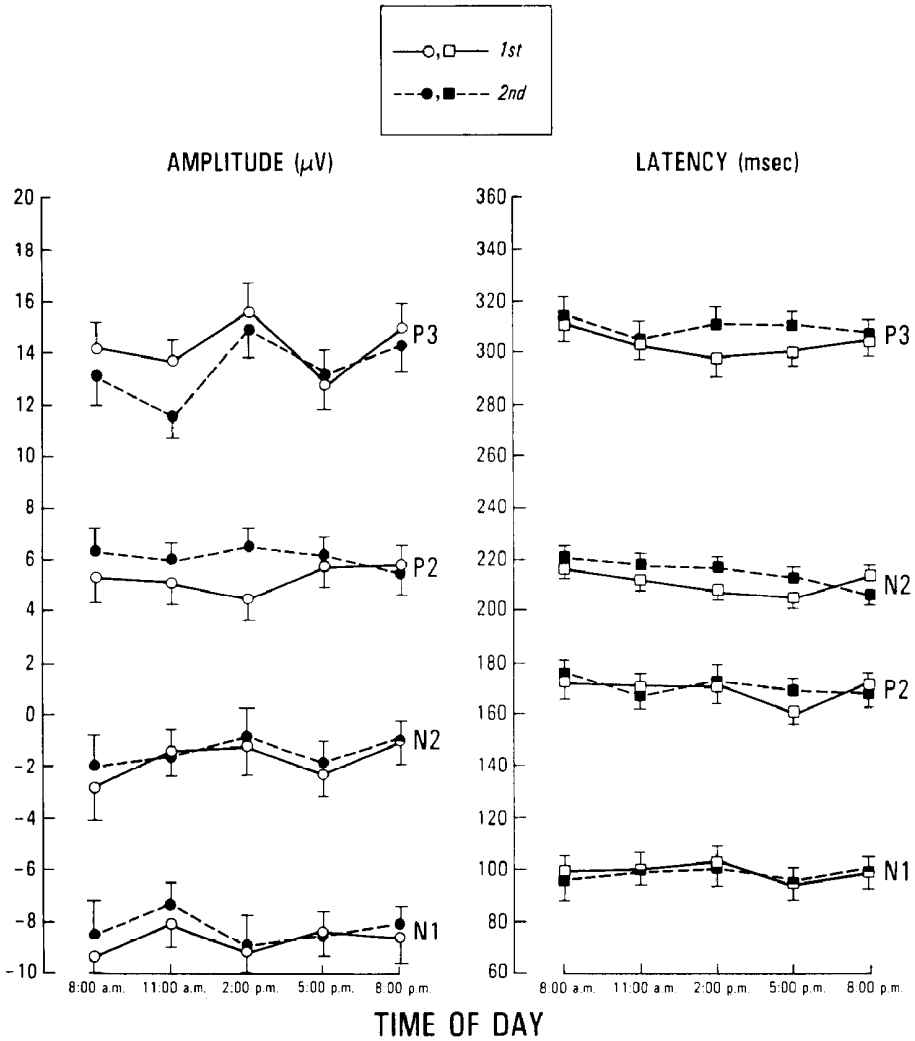 1st
2nd
AMPLITUDE (μV)
20
18
16
14
12
10
8
6
4
2
0
-2
-4
-6
-8
-10
P3
P2
N2
N1
8:00 a.m. 11:00 a.m. 2:00 p.m. 5:00 p.m. 8:00 p.m.
LATENCY (msec)
360
340
320
300
280
260
220
200
180
160
140
120
100
80
60
P3
N2
P2
N1
8:00 a.m. 11:00 a.m. 2:00 p.m. 5:00 p.m. 8:00 p.m.
TIME OF DAY